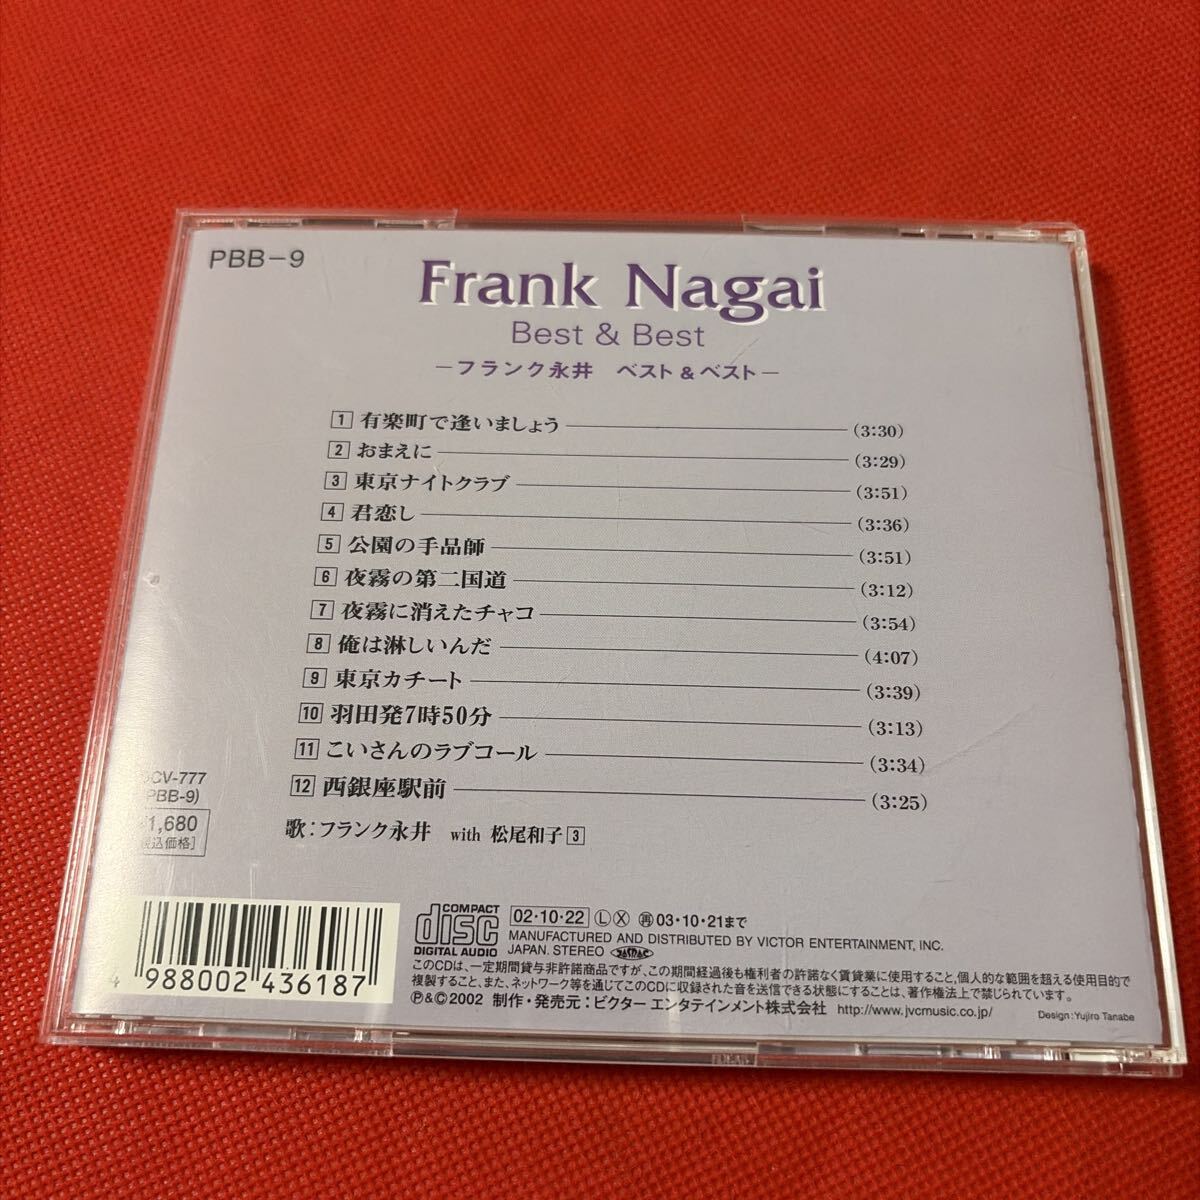 PBB-9
Frank Nagai
Best & Best
-フランク永井 ベスト&ベスト-
1 有楽町で逢いましょう (3:30)
2 おまえに (3:29)
3 東京ナイトクラブ (3:51)
4 君恋し (3:36)
5 公園の手品師 (3:51)
6 夜霧の第二国道 (3:12)
7 夜霧に消えたチャコ (3:54)
8 俺は淋しいんだ (4:07)
9 東京カチート (3:39)
10 羽田発7時50分 (3:13)
11 こいさんのラブコール (3:34)
12 西銀座駅前 (3:25)
歌:フランク永井 with 松尾和子 3
CV-777
PBB-9)
1,680
込価格]
4 988002 436187
COMPACT
disc
DIGITAL AUDIO
02・10・22 Ⓛ Ⓧ ㊢03・10・21まで
MANUFACTURED AND DISTRIBUTED BY VICTOR ENTERTAINMENT, INC.
JAPAN. STEREO JASRAC
このCDは、一定期間貸与非許諾商品ですが、この期間経過後も権利者の許諾なく賃貸業に使用すること、個人的な範囲を超える使用目的で
複製すること、また、ネットワーク等を通じてこのCDに収録された音を送信できる状態にすることは、著作権法上で禁じられています。
℗&©2002 制作・発売元:ビクター エンタテインメント株式会社 http://www.jvcmusic.co.jp/
Design:Yujiro Tanabe